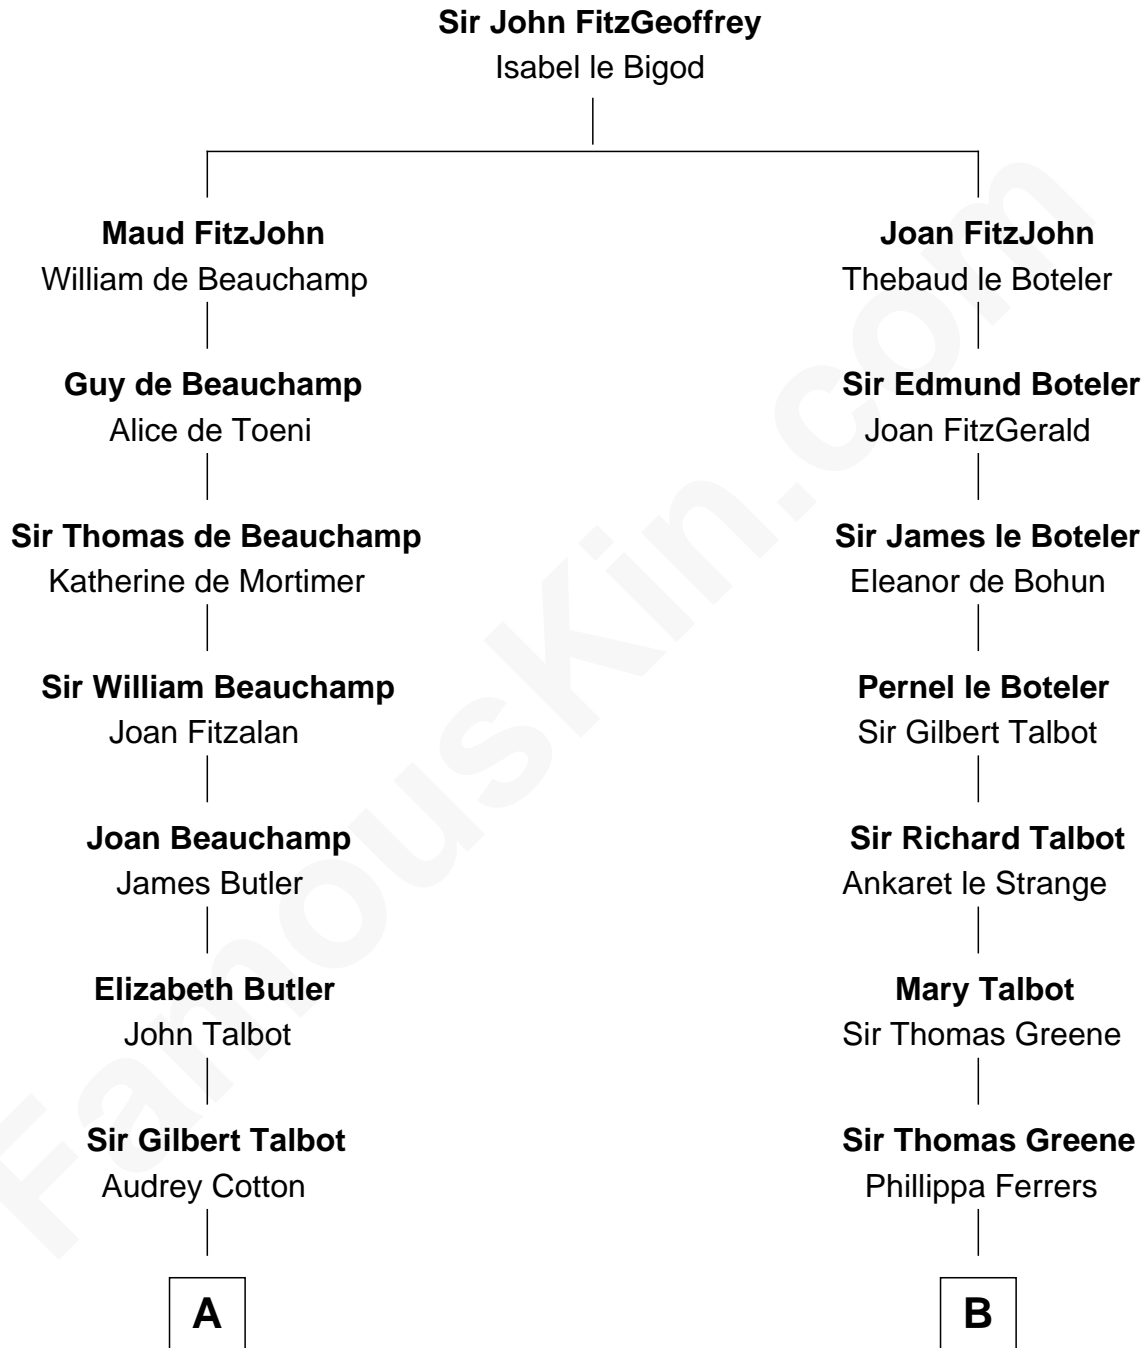 Sir John FitzGeoffrey
Isabel le Bigod
Maud FitzJohn
William de Beauchamp
Joan FitzJohn
Thebaud le Boteler
Guy de Beauchamp
Alice de Toeni
Sir Edmund Boteler
Joan FitzGerald
Sir Thomas de Beauchamp
Katherine de Mortimer
Sir James le Boteler
Eleanor de Bohun
Sir William Beauchamp
Joan Fitzalan
Pernel le Boteler
Sir Gilbert Talbot
Joan Beauchamp
James Butler
Sir Richard Talbot
Ankaret le Strange
Elizabeth Butler
John Talbot
Mary Talbot
Sir Thomas Greene
Sir Gilbert Talbot
Audrey Cotton
Sir Thomas Greene
Phillippa Ferrers
A
B
FamousKin.com